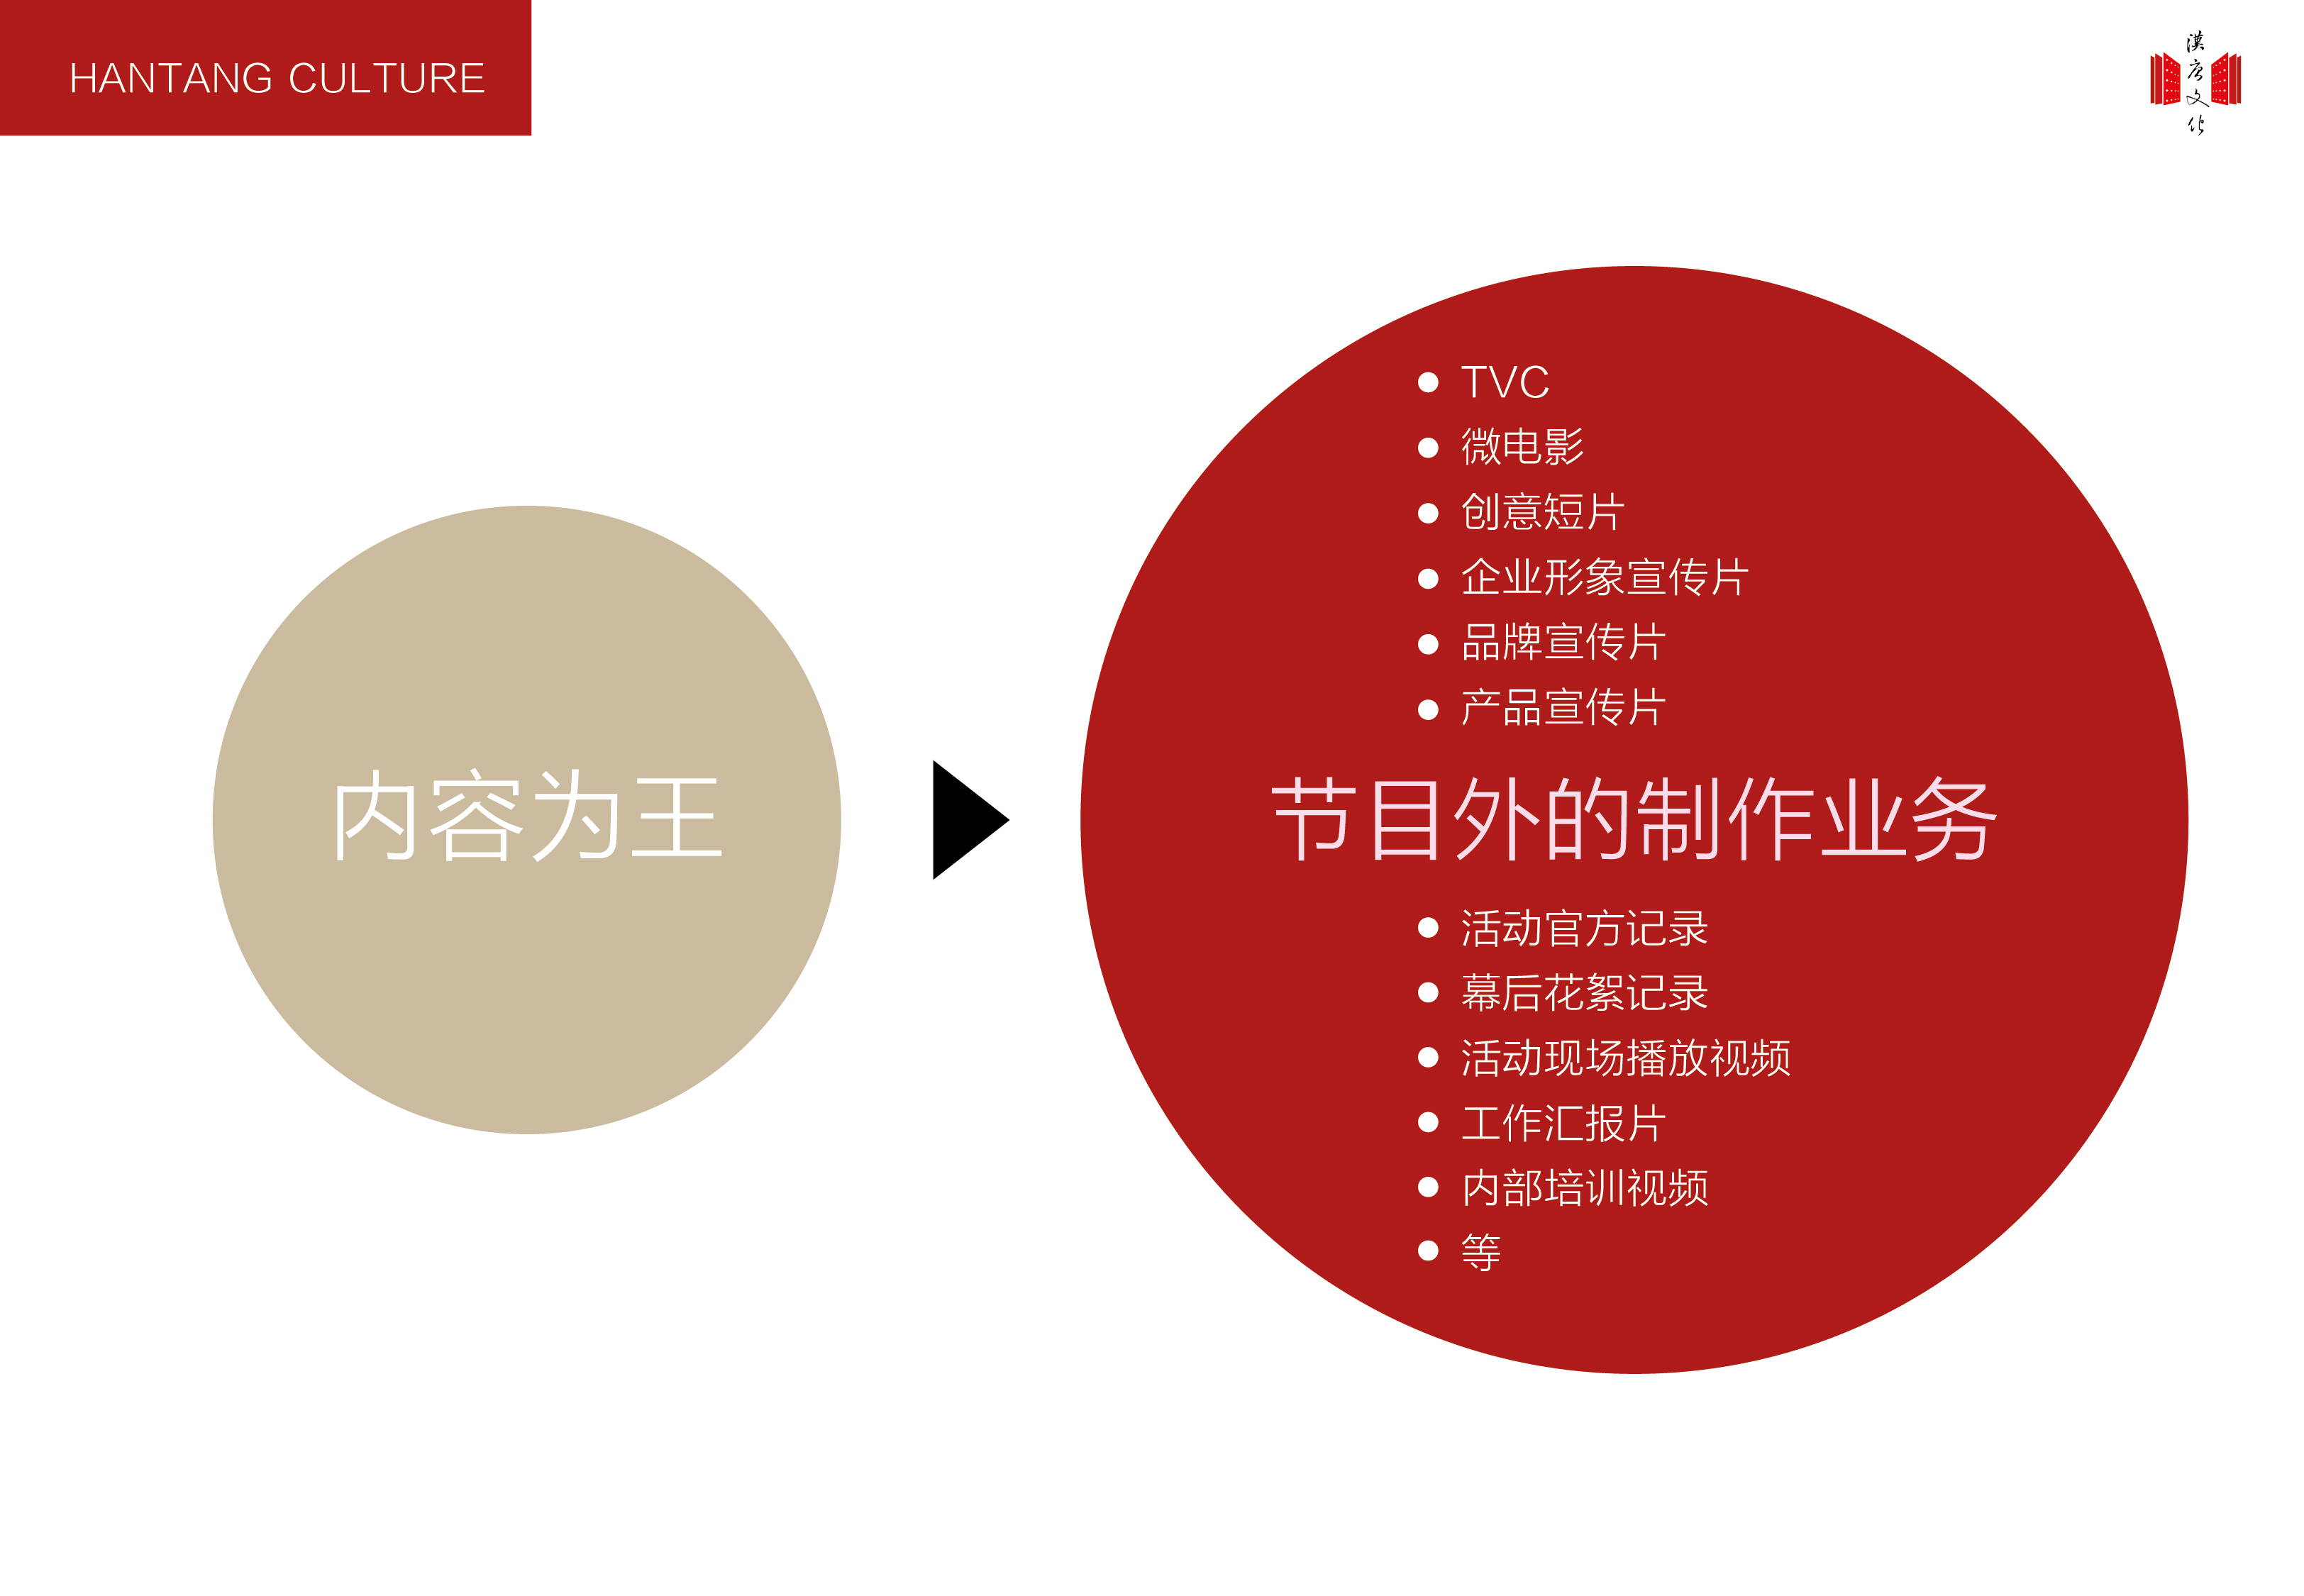 HANTANG CULTURE
漢
唐
文
化
内容为王
TVC
微电影
创意短片
企业形象宣传片
品牌宣传片
产品宣传片
节目外的制作业务
活动官方记录
幕后花絮记录
活动现场播放视频
工作汇报片
内部培训视频
等